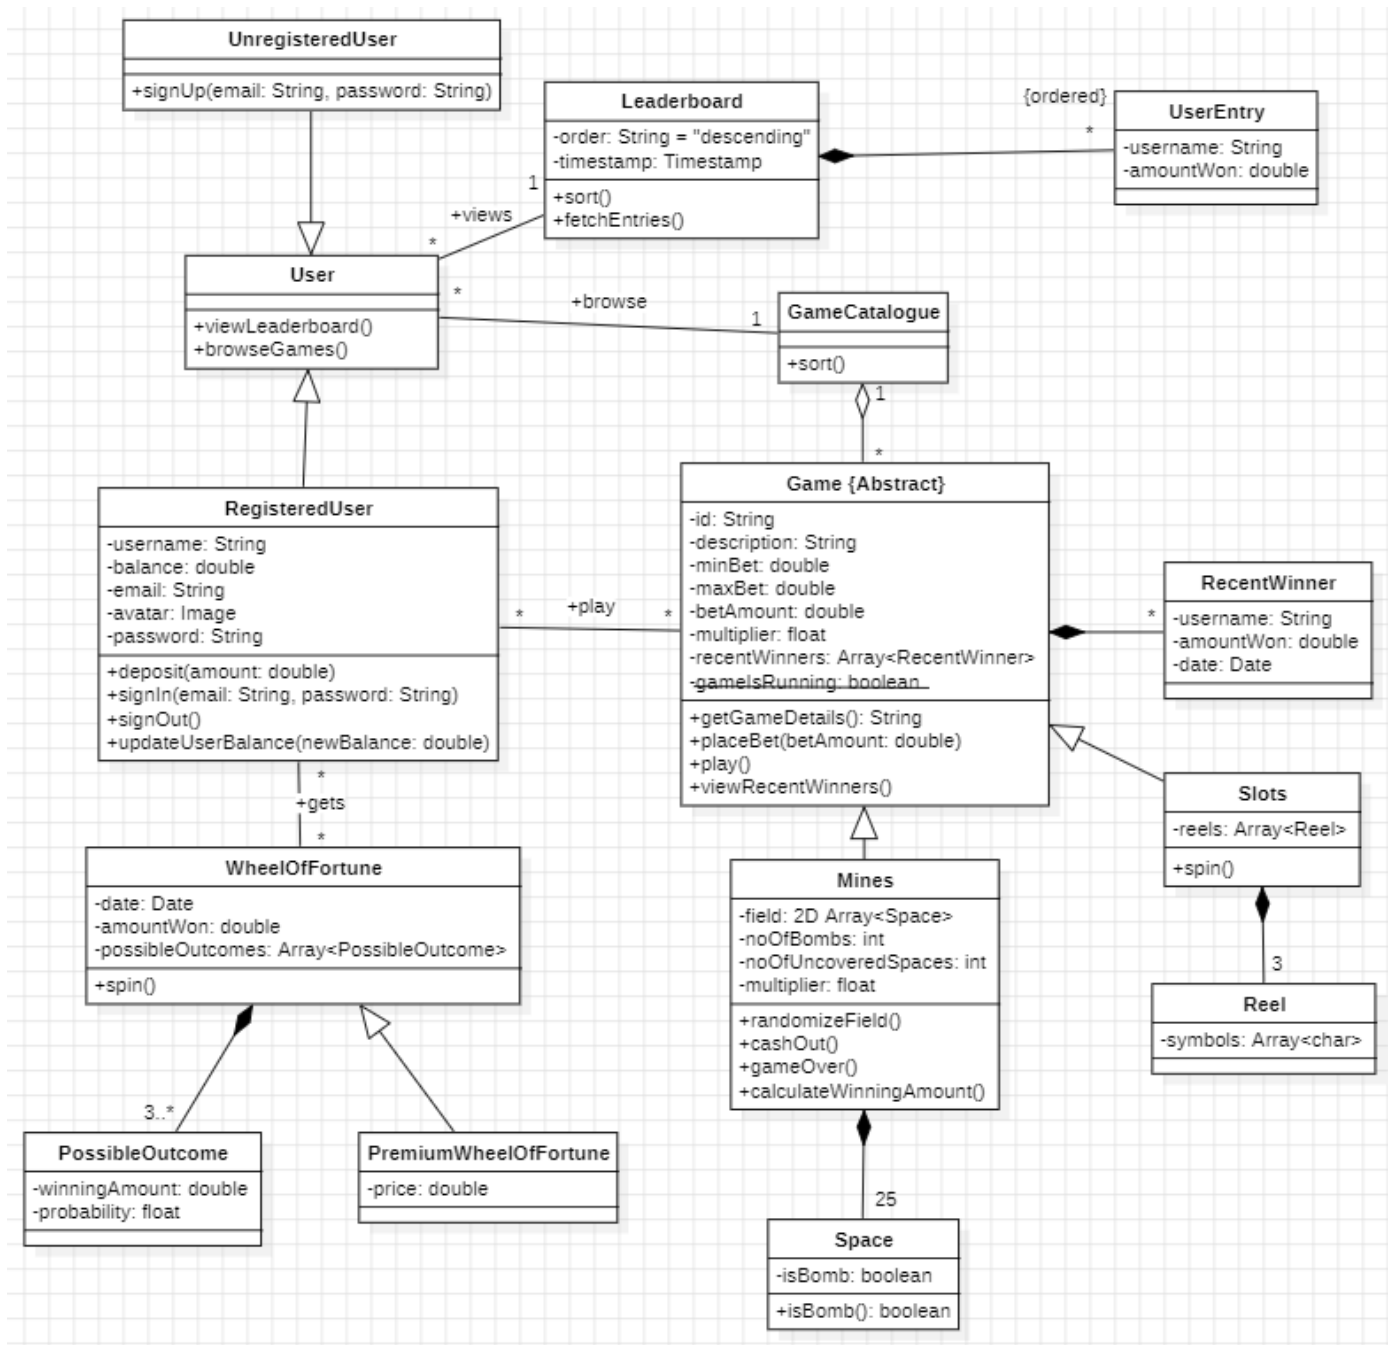 UnregisteredUser
+signUp(email: String, password: String)
Leaderboard
-order: String = "descending"
-timestamp: Timestamp
+sort()
+fetchEntries()
{ordered}
*
UserEntry
-username: String
-amountWon: double
1
+views
*
User
+viewLeaderboard()
+browseGames()
*
+browse
1
GameCatalogue
+sort()
1
*
RegisteredUser
-username: String
-balance: double
-email: String
-avatar: Image
-password: String
+deposit(amount: double)
+signIn(email: String, password: String)
+signOut()
+updateUserBalance(newBalance: double)
*
+play
*
Game {Abstract}
-id: String
-description: String
-minBet: double
-maxBet: double
-betAmount: double
-multiplier: float
-recentWinners: Array<RecentWinner>
-gameIsRunning: boolean
+getGameDetails(): String
+placeBet(betAmount: double)
+play()
+viewRecentWinners()
*
RecentWinner
-username: String
-amountWon: double
-date: Date
*
+gets
*
WheelOfFortune
-date: Date
-amountWon: double
-possibleOutcomes: Array<PossibleOutcome>
+spin()
Slots
-reels: Array<Reel>
+spin()
3
Reel
-symbols: Array<char>
Mines
-field: 2D Array<Space>
-noOfBombs: int
-noOfUncoveredSpaces: int
-multiplier: float
+randomizeField()
+cashOut()
+gameOver()
+calculateWinningAmount()
3..*
PossibleOutcome
-winningAmount: double
-probability: float
PremiumWheelOfFortune
-price: double
25
Space
-isBomb: boolean
+isBomb(): boolean